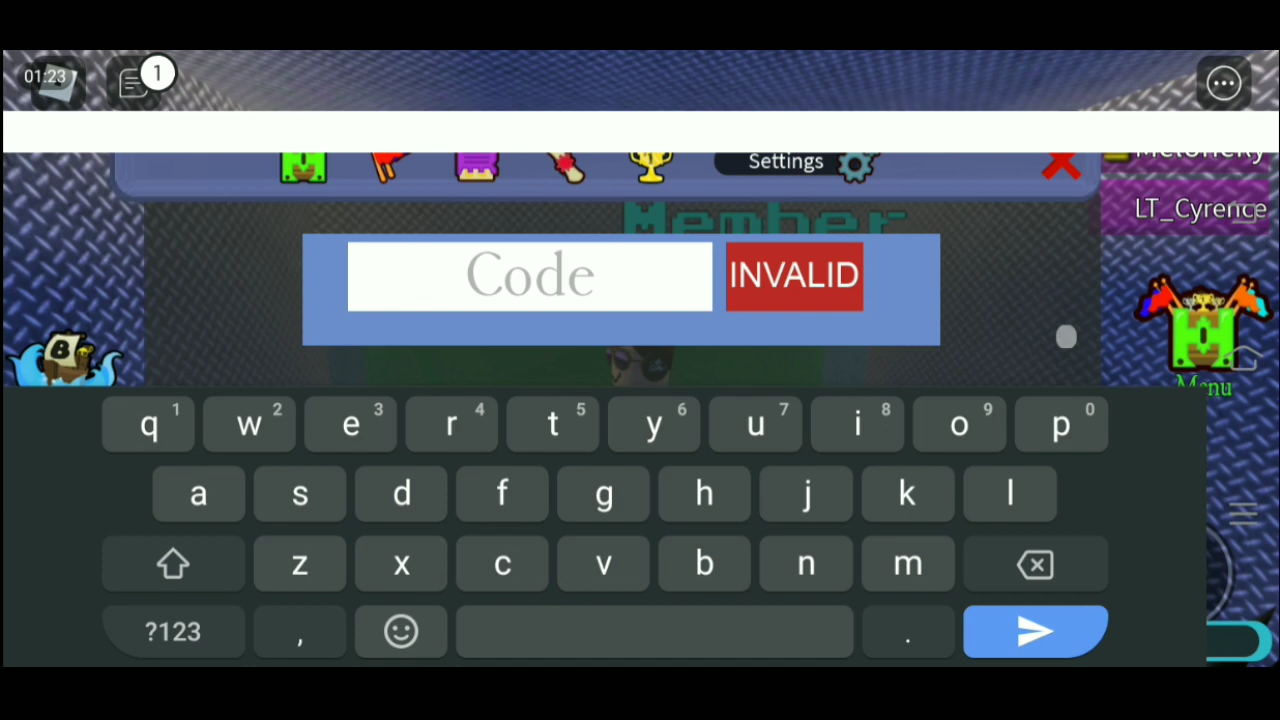 01:23
1
Settings
LT_Cyrence
Member
Code
INVALID
B
Menu
q 1 w 2 e 3 r 4 t 5 y 6 u 7 i 8 o 9 p 0
a s d f g h j k l
z x c v b n m
?123 , .